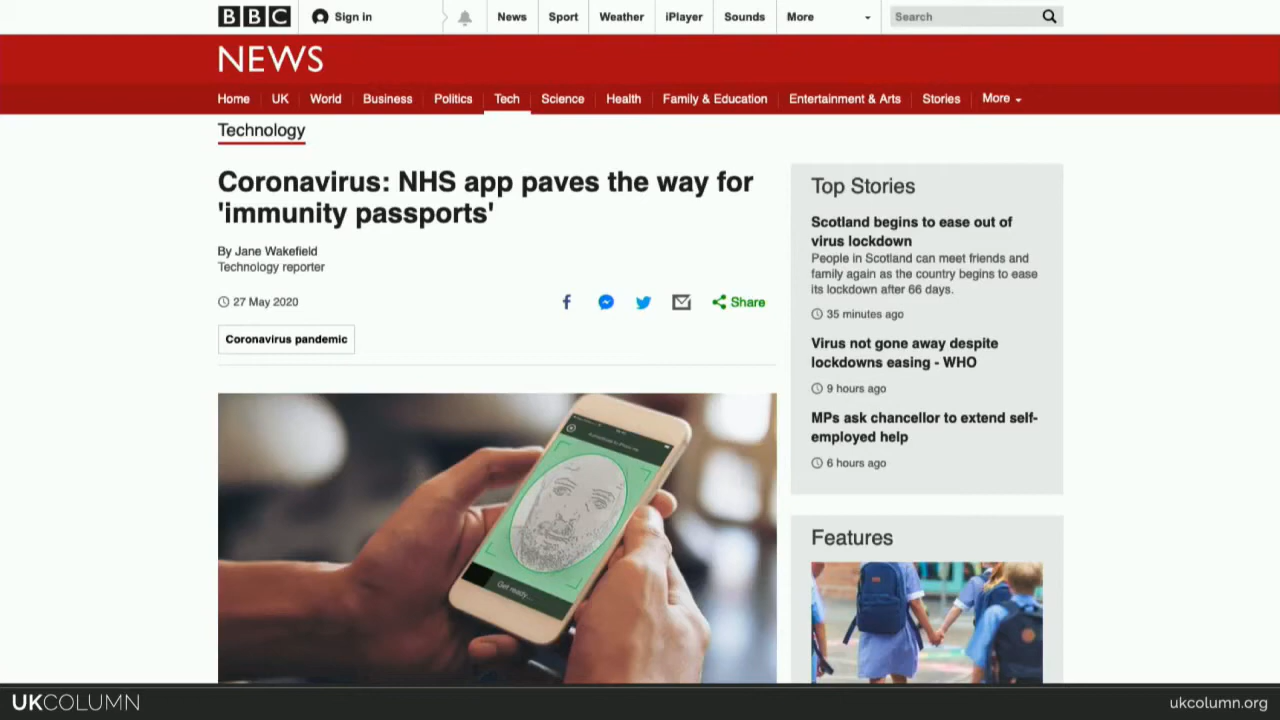 BBC
Sign in
News
Sport
Weather
iPlayer
Sounds
More
Search
NEWS
Home
UK
World
Business
Politics
Tech
Science
Health
Family & Education
Entertainment & Arts
Stories
More
Technology
Coronavirus: NHS app paves the way for
'immunity passports'
By Jane Wakefield
Technology reporter
27 May 2020
Share
Coronavirus pandemic
Get ready...
Top Stories
Scotland begins to ease out of
virus lockdown
People in Scotland can meet friends and
family again as the country begins to ease
its lockdown after 66 days.
35 minutes ago
Virus not gone away despite
lockdowns easing - WHO
9 hours ago
MPs ask chancellor to extend self-
employed help
6 hours ago
Features
UKCOLUMN
ukcolumn.org